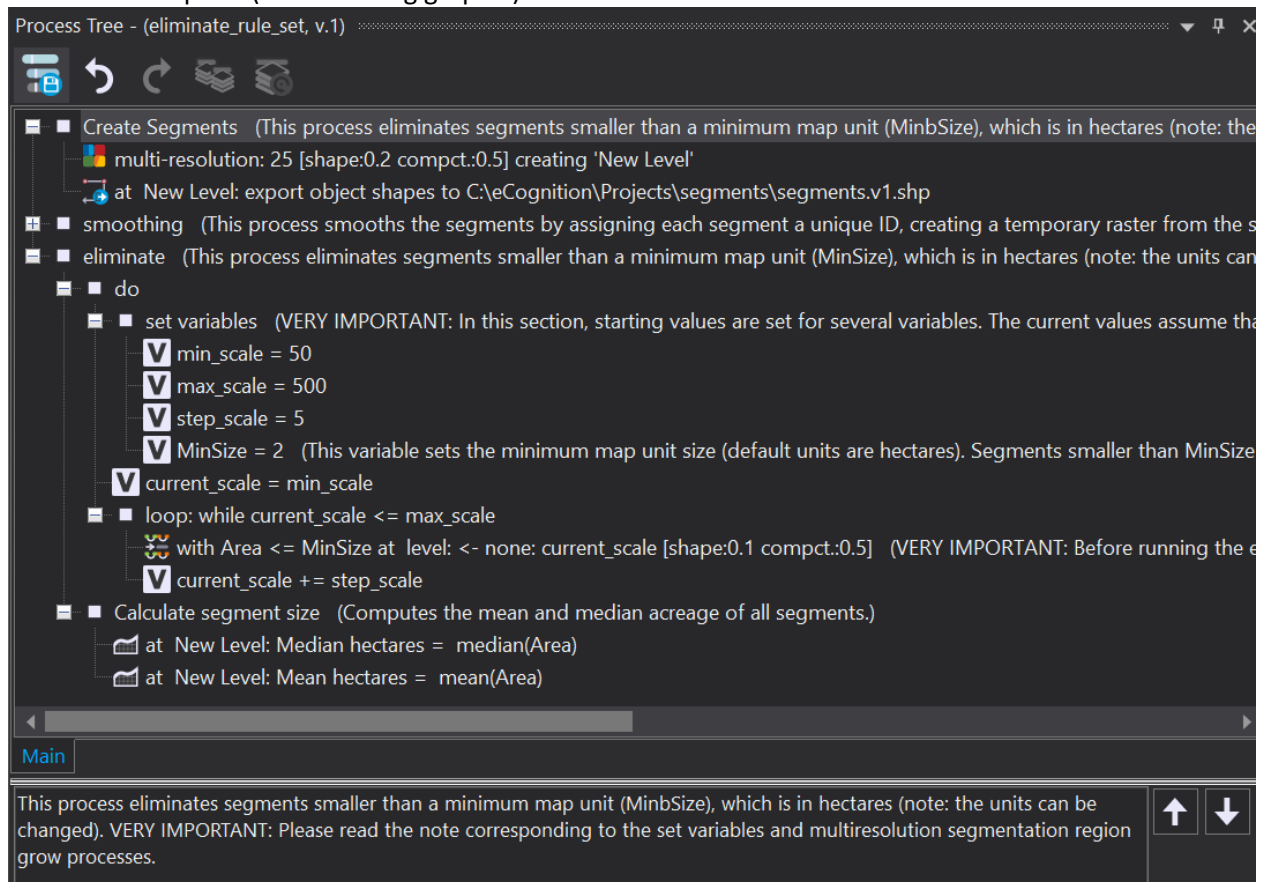 Process Tree - (eliminate_rule_set, v.1)
Create Segments (This process eliminates segments smaller than a minimum map unit (MinbSize), which is in hectares (note: the
multi-resolution: 25 [shape:0.2 compct.:0.5] creating 'New Level'
at New Level: export object shapes to C:\eCognition\Projects\segments\segments.v1.shp
smoothing (This process smooths the segments by assigning each segment a unique ID, creating a temporary raster from the s
eliminate (This process eliminates segments smaller than a minimum map unit (MinSize), which is in hectares (note: the units can
do
set variables (VERY IMPORTANT: In this section, starting values are set for several variables. The current values assume tha
V min_scale = 50
V max_scale = 500
V step_scale = 5
V MinSize = 2 (This variable sets the minimum map unit size (default units are hectares). Segments smaller than MinSize
V current_scale = min_scale
loop: while current_scale <= max_scale
with Area <= MinSize at level: <- none: current_scale [shape:0.1 compct.:0.5] (VERY IMPORTANT: Before running the e
V current_scale += step_scale
Calculate segment size (Computes the mean and median acreage of all segments.)
at New Level: Median hectares = median(Area)
at New Level: Mean hectares = mean(Area)
Main
This process eliminates segments smaller than a minimum map unit (MinbSize), which is in hectares (note: the units can be
changed). VERY IMPORTANT: Please read the note corresponding to the set variables and multiresolution segmentation region
grow processes.